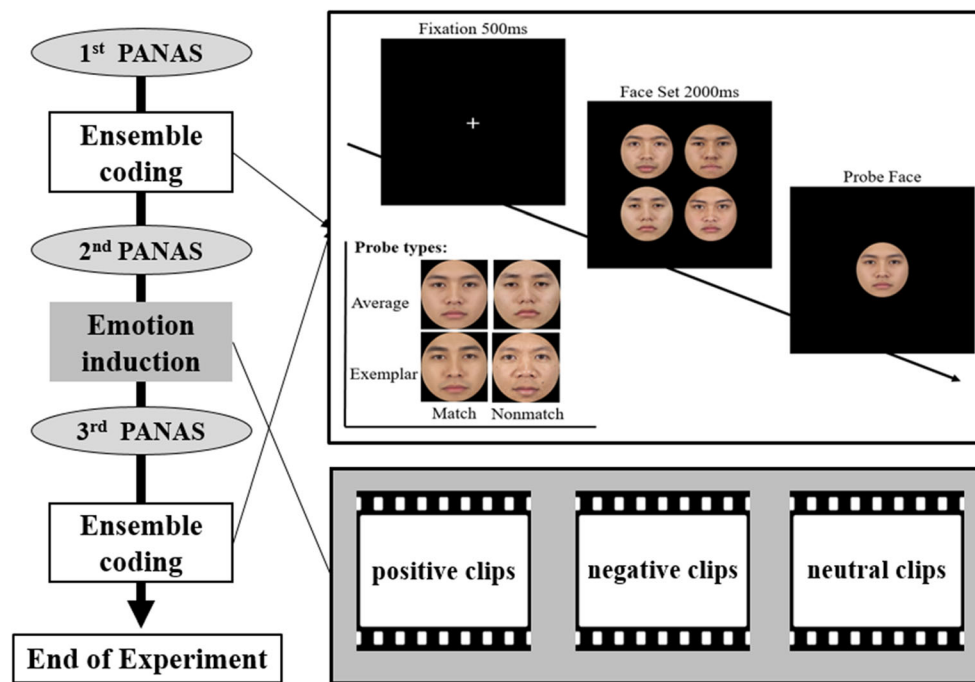 1st PANAS
Ensemble
coding
2nd PANAS
Emotion
induction
3rd PANAS
Ensemble
coding
End of Experiment
Fixation 500ms
Face Set 2000ms
Probe Face
Probe types:
Average
Exemplar
Match Nonmatch
positive clips
negative clips
neutral clips